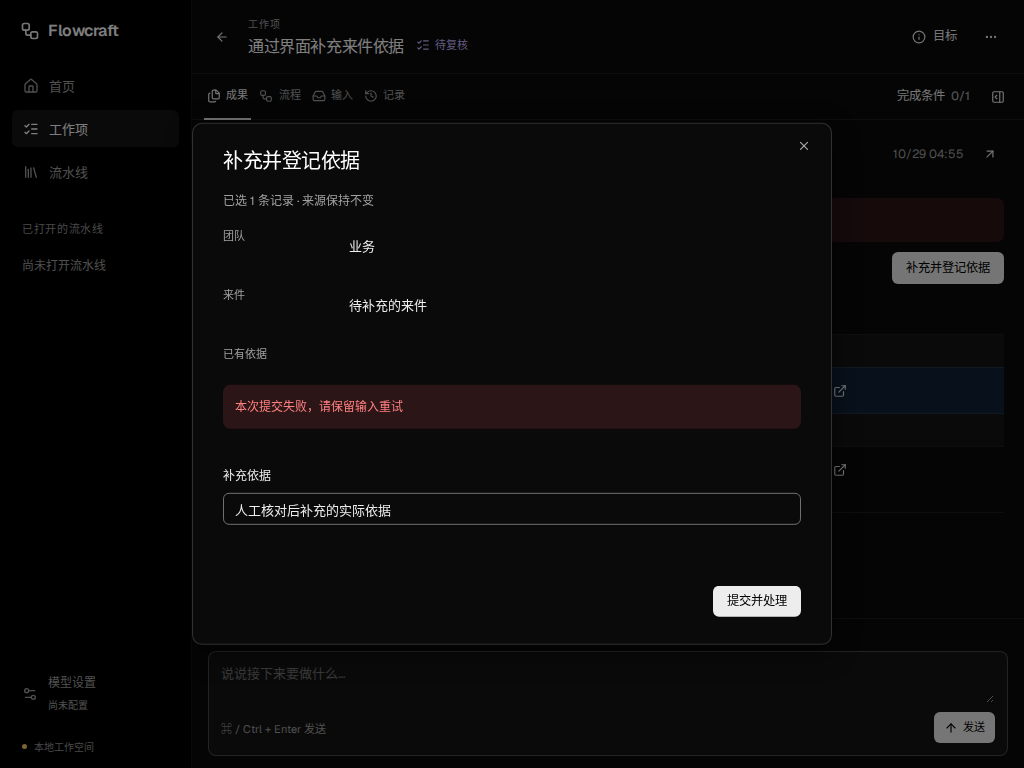 Flowcraft
首页
工作项
流水线
已打开的流水线
尚未打开流水线
模型设置
尚未配置
本地工作空间
工作项
通过界面补充来件依据
待复核
目标
成果
流程
输入
记录
完成条件 0/1
10/29 04:55
补充并登记依据
补充并登记依据
已选 1 条记录 · 来源保持不变
团队
业务
来件
待补充的来件
已有依据
本次提交失败，请保留输入重试
补充依据
人工核对后补充的实际依据
提交并处理
说说接下来要做什么...
⌘ / Ctrl + Enter 发送
发送